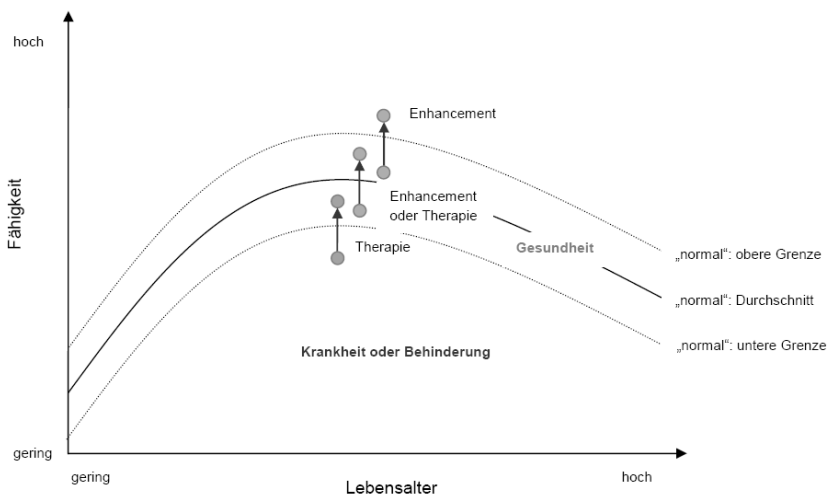 hoch
Enhancement
Fähigkeit
Enhancement
oder Therapie
Therapie
Gesundheit
„normal“: obere Grenze
„normal“: Durchschnitt
„normal“: untere Grenze
Krankheit oder Behinderung
gering
gering
hoch
Lebensalter